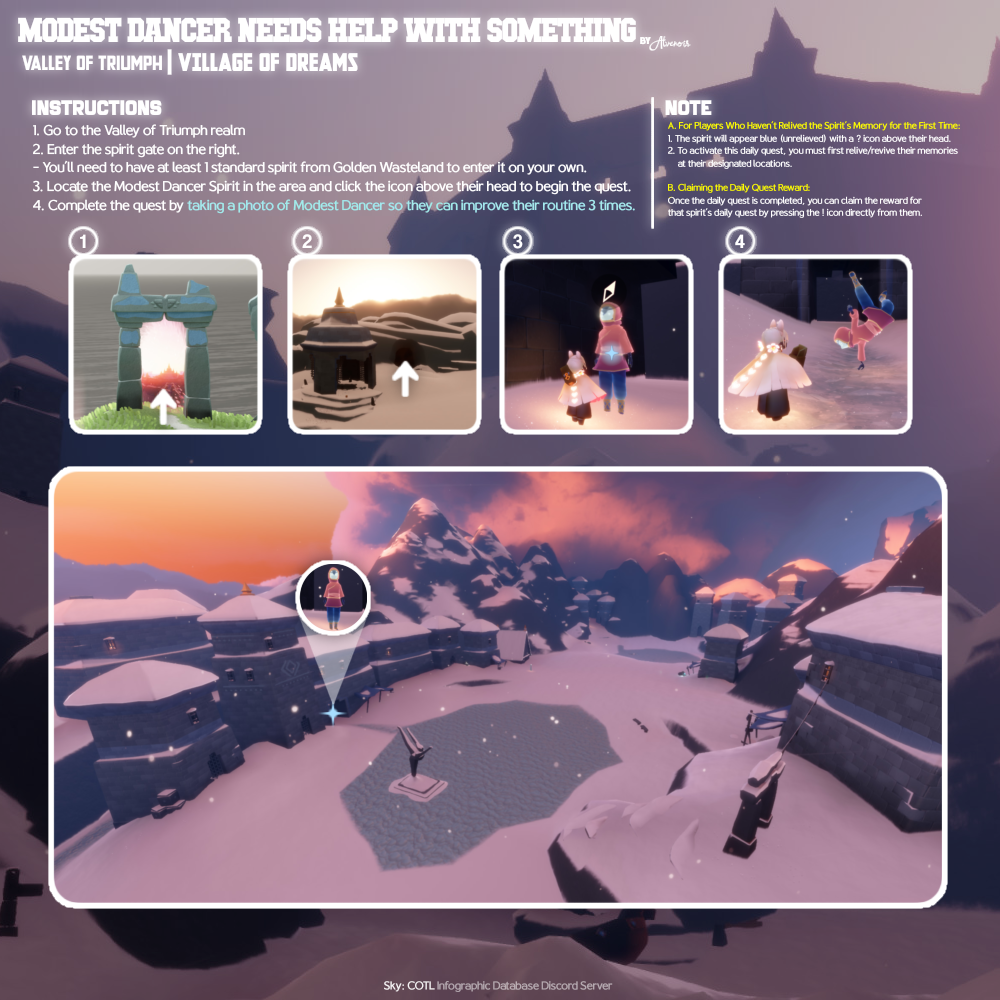 MODEST DANCER NEEDS HELP WITH SOMETHING BY Alvenoss
VALLEY OF TRIUMPH | VILLAGE OF DREAMS
INSTRUCTIONS
1. Go to the Valley of Triumph realm
2. Enter the spirit gate on the right.
- You'll need to have at least 1 standard spirit from Golden Wasteland to enter it on your own.
3. Locate the Modest Dancer Spirit in the area and click the icon above their head to begin the quest.
4. Complete the quest by taking a photo of Modest Dancer so they can improve their routine 3 times.
NOTE
A. For Players Who Haven't Relived the Spirit's Memory for the First Time:
1. The spirit will appear blue (unrelieved) with a ? icon above their head.
2. To activate this daily quest, you must first relive/revive their memories
at their designated locations.
B. Claiming the Daily Quest Reward:
Once the daily quest is completed, you can claim the reward for
that spirit's daily quest by pressing the ! icon directly from them.
1
2
3
4
Sky: COTL Infographic Database Discord Server